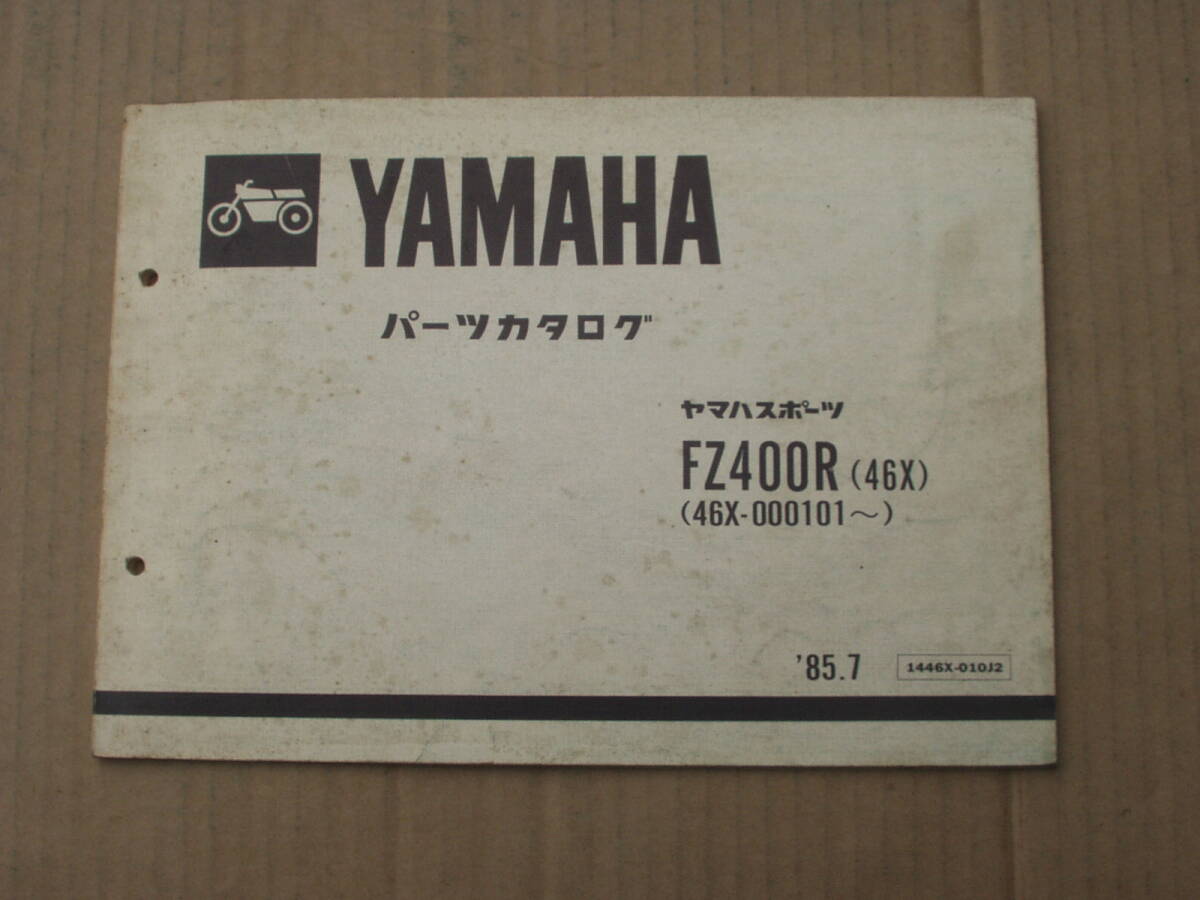 YAMAHA
パーツカタログ
ヤマハスポーツ
FZ400R (46X)
(46X-000101～)
'85.7 1446X-010J2